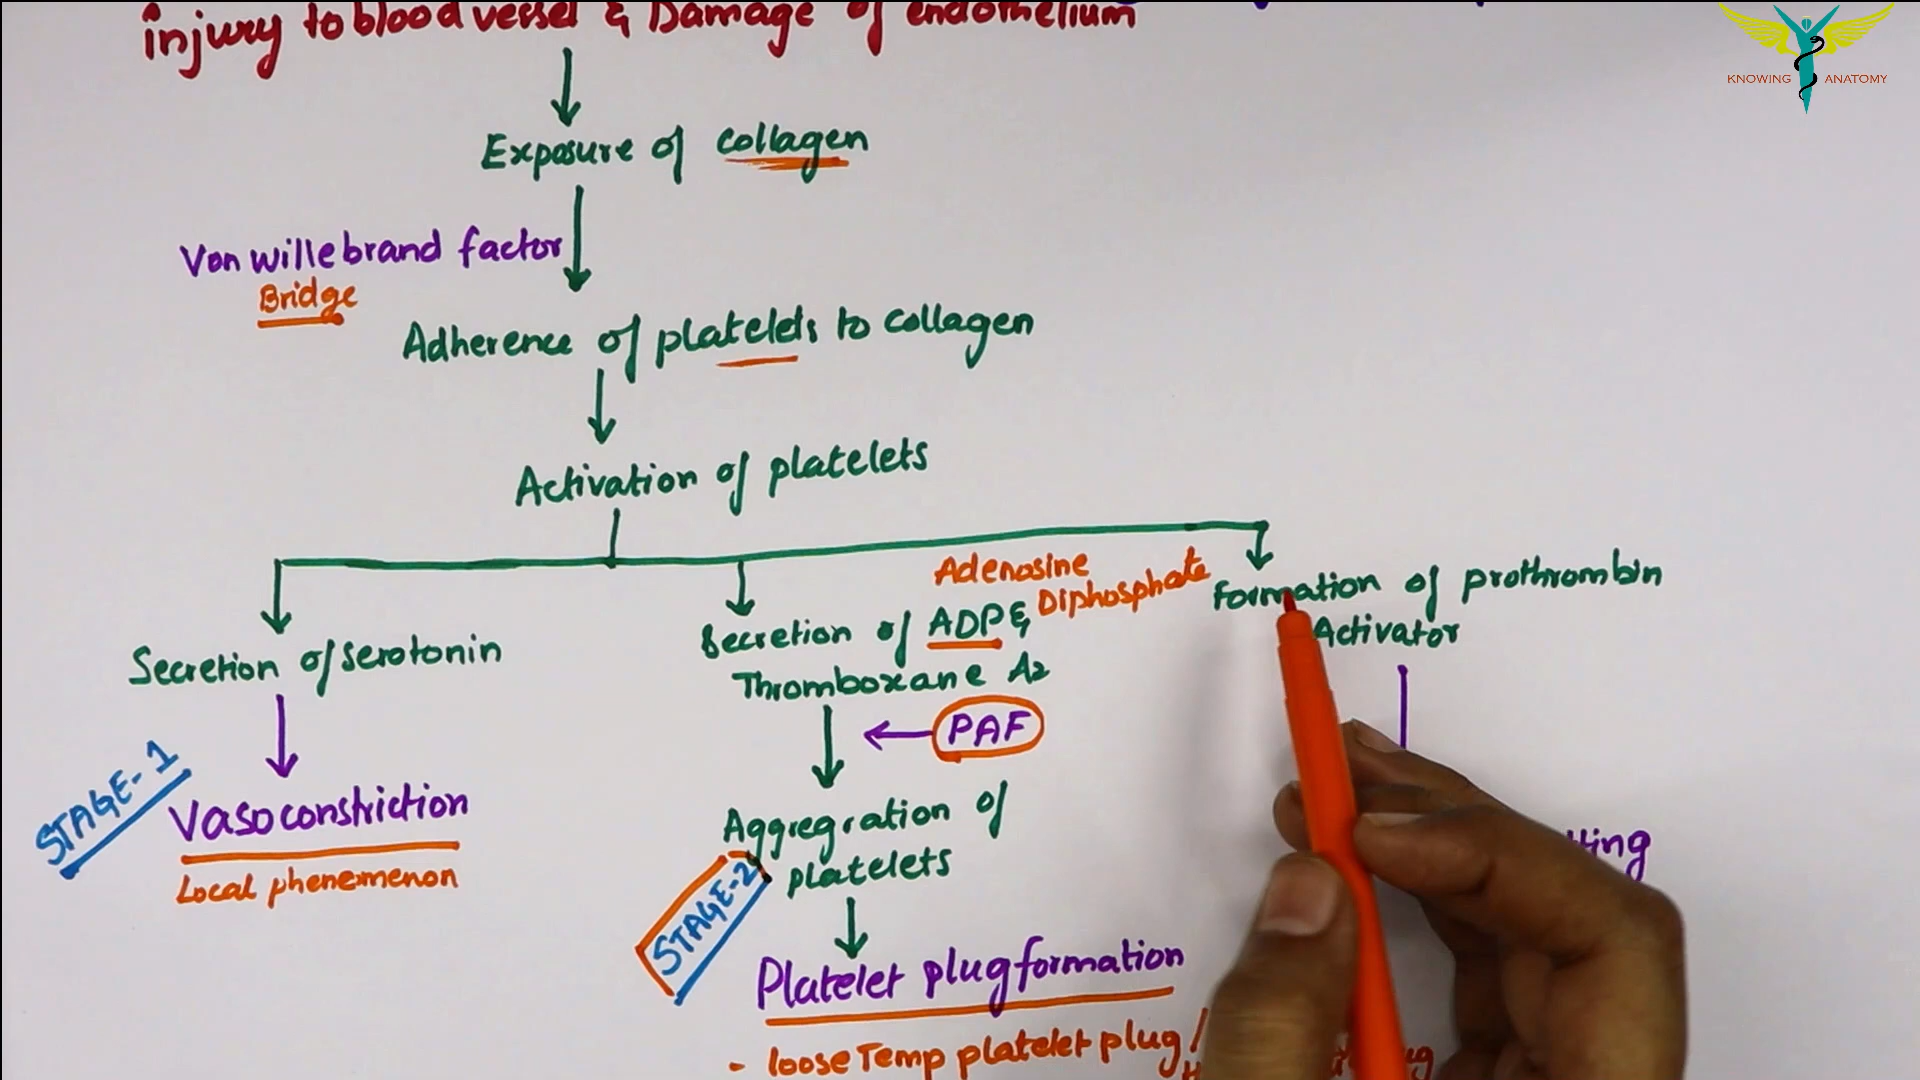 injury to blood vessel & Damage of endothelium
KNOWING ANATOMY
Exposure of collagen
Von willebrand factor
Bridge
Adherence of platelets to collagen
Activation of platelets
Adenosine
Diphosphate
Formation of prothrombin
Activator
Secretion of serotonin
Secretion of ADP &
Thromboxane A2
PAF
STAGE-1
Vasoconstriction
Local phenemenon
Aggregration of
platelets
STAGE-2
Platelet plug formation
- loose Temp platelet plug /